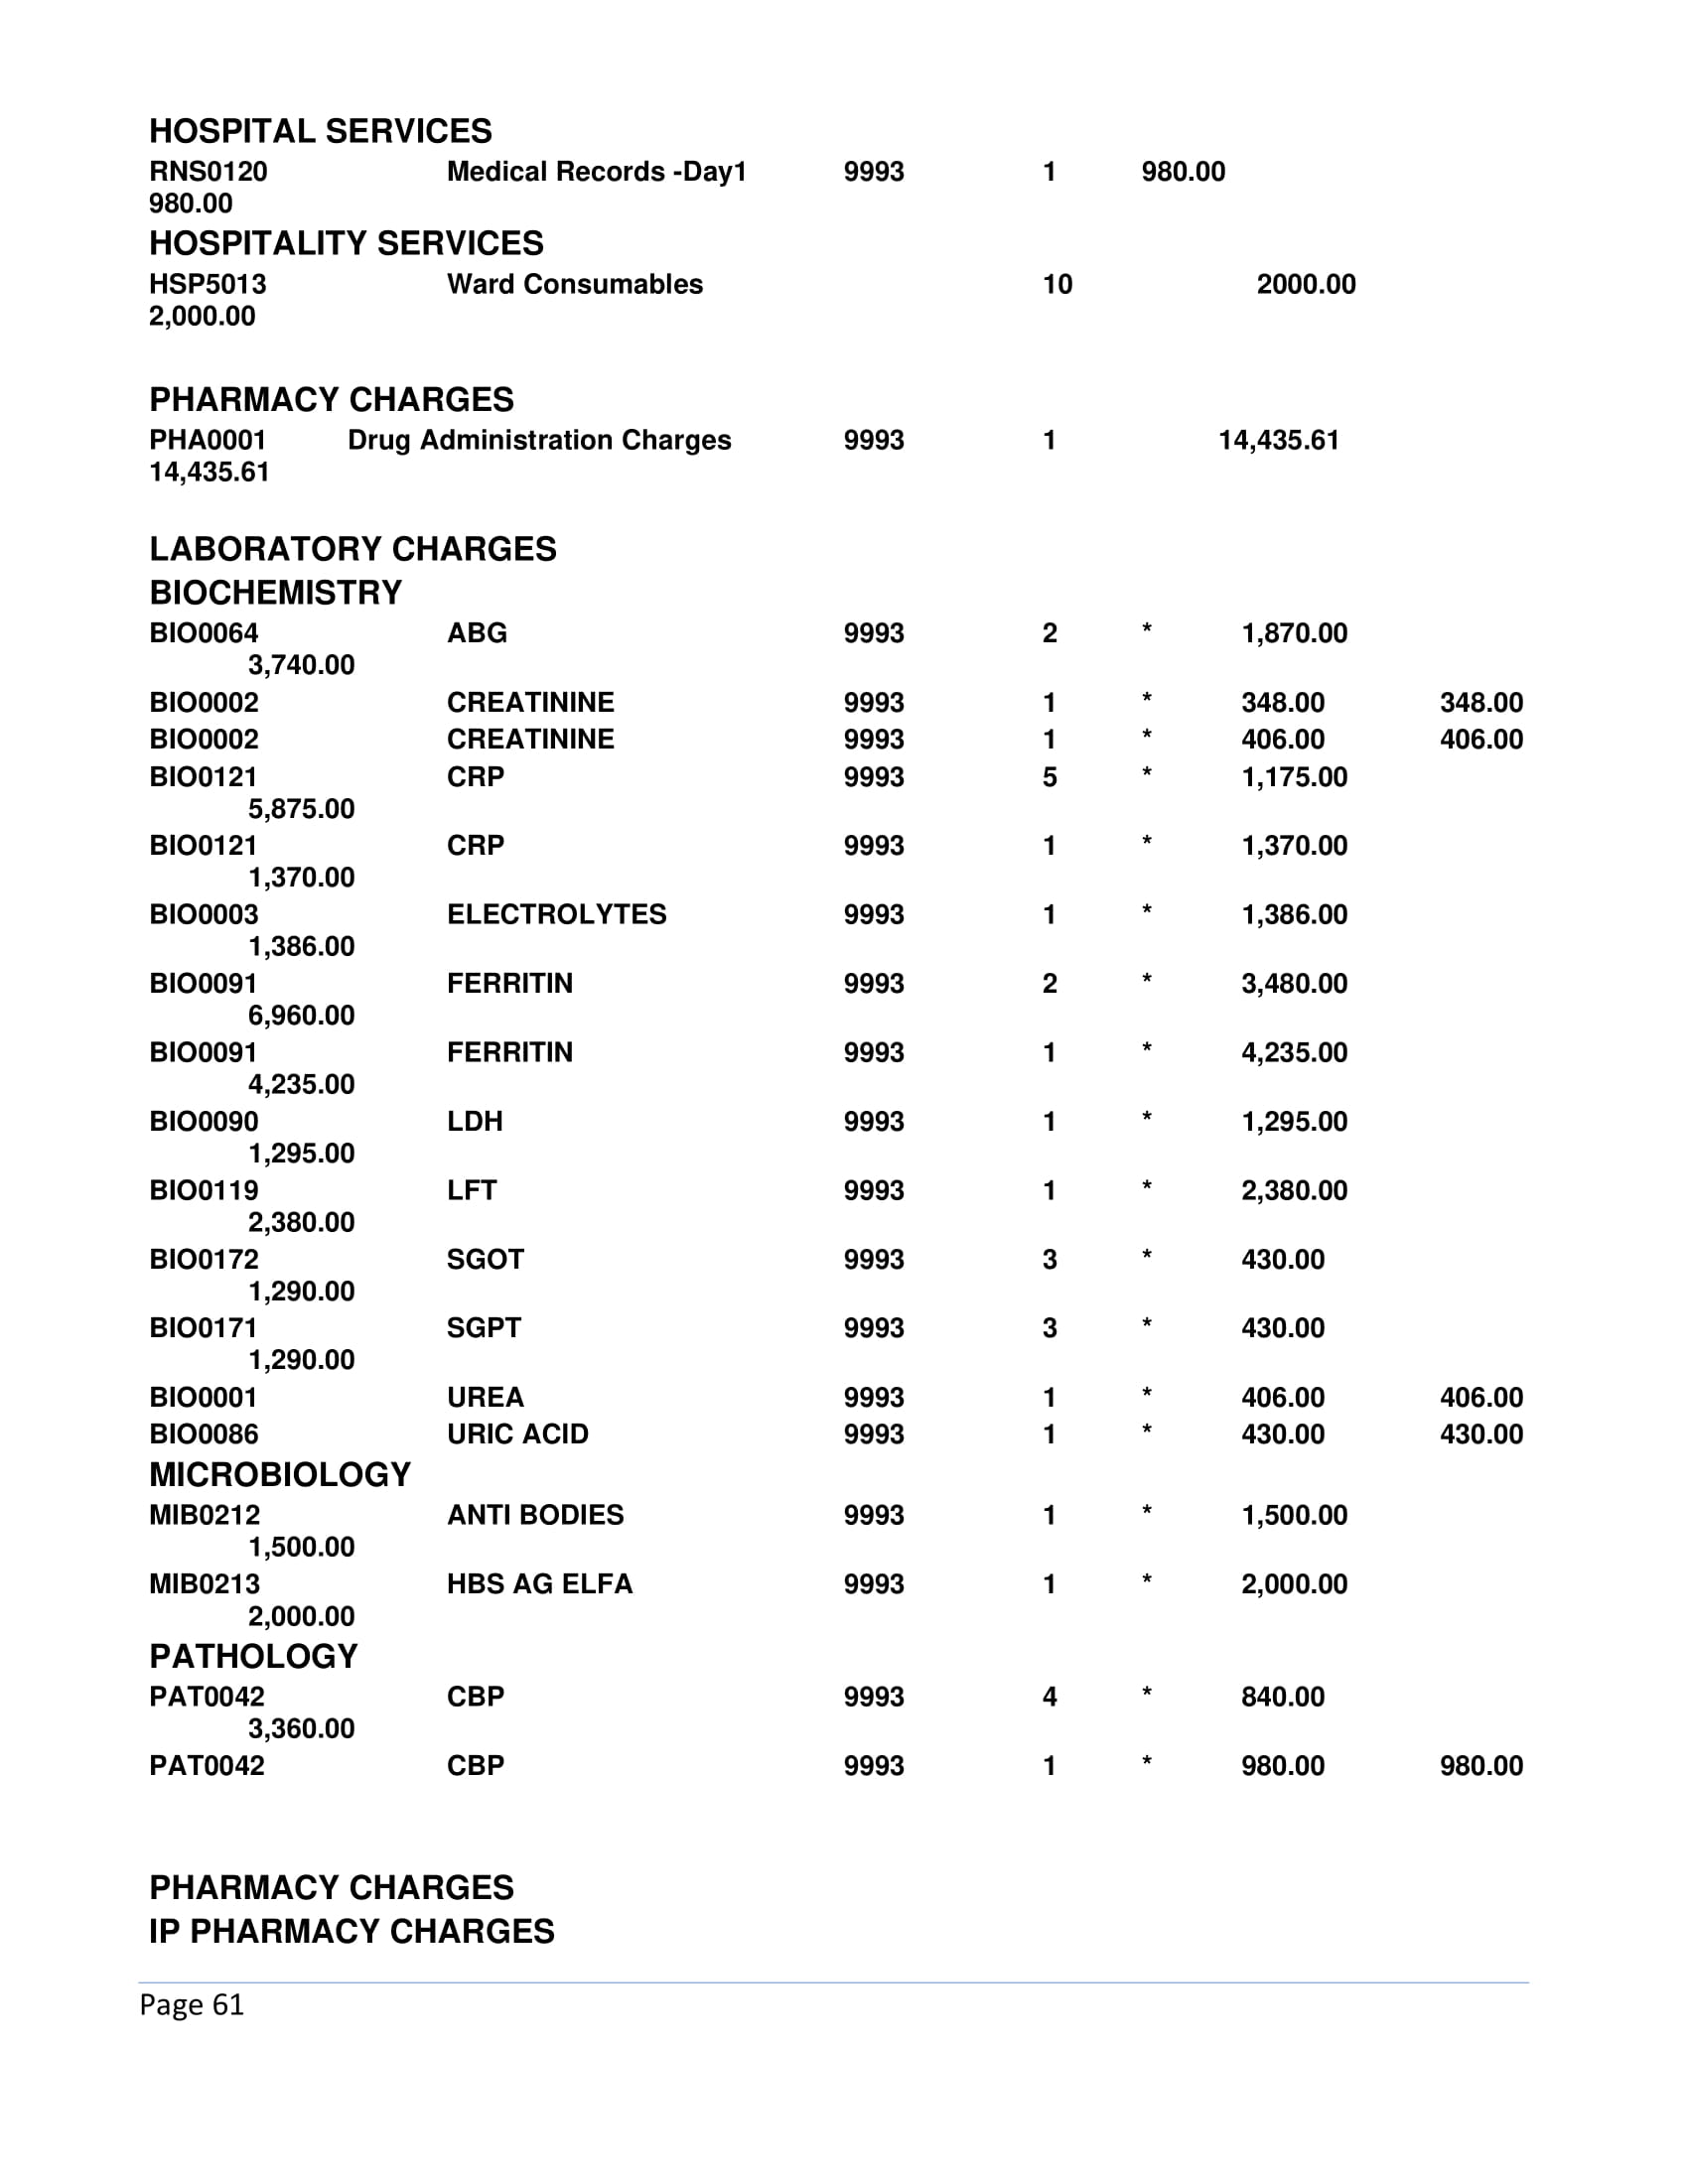 HOSPITAL SERVICES
RNS0120 Medical Records -Day1 9993 1 980.00
980.00
HOSPITALITY SERVICES
HSP5013 Ward Consumables 10 2000.00
2,000.00
PHARMACY CHARGES
PHA0001 Drug Administration Charges 9993 1 14,435.61
14,435.61
LABORATORY CHARGES
BIOCHEMISTRY
BIO0064 ABG 9993 2 * 1,870.00
3,740.00
BIO0002 CREATININE 9993 1 * 348.00 348.00
BIO0002 CREATININE 9993 1 * 406.00 406.00
BIO0121 CRP 9993 5 * 1,175.00
5,875.00
BIO0121 CRP 9993 1 * 1,370.00
1,370.00
BIO0003 ELECTROLYTES 9993 1 * 1,386.00
1,386.00
BIO0091 FERRITIN 9993 2 * 3,480.00
6,960.00
BIO0091 FERRITIN 9993 1 * 4,235.00
4,235.00
BIO0090 LDH 9993 1 * 1,295.00
1,295.00
BIO0119 LFT 9993 1 * 2,380.00
2,380.00
BIO0172 SGOT 9993 3 * 430.00
1,290.00
BIO0171 SGPT 9993 3 * 430.00
1,290.00
BIO0001 UREA 9993 1 * 406.00 406.00
BIO0086 URIC ACID 9993 1 * 430.00 430.00
MICROBIOLOGY
MIB0212 ANTI BODIES 9993 1 * 1,500.00
1,500.00
MIB0213 HBS AG ELFA 9993 1 * 2,000.00
2,000.00
PATHOLOGY
PAT0042 CBP 9993 4 * 840.00
3,360.00
PAT0042 CBP 9993 1 * 980.00 980.00
PHARMACY CHARGES
IP PHARMACY CHARGES
Page 61